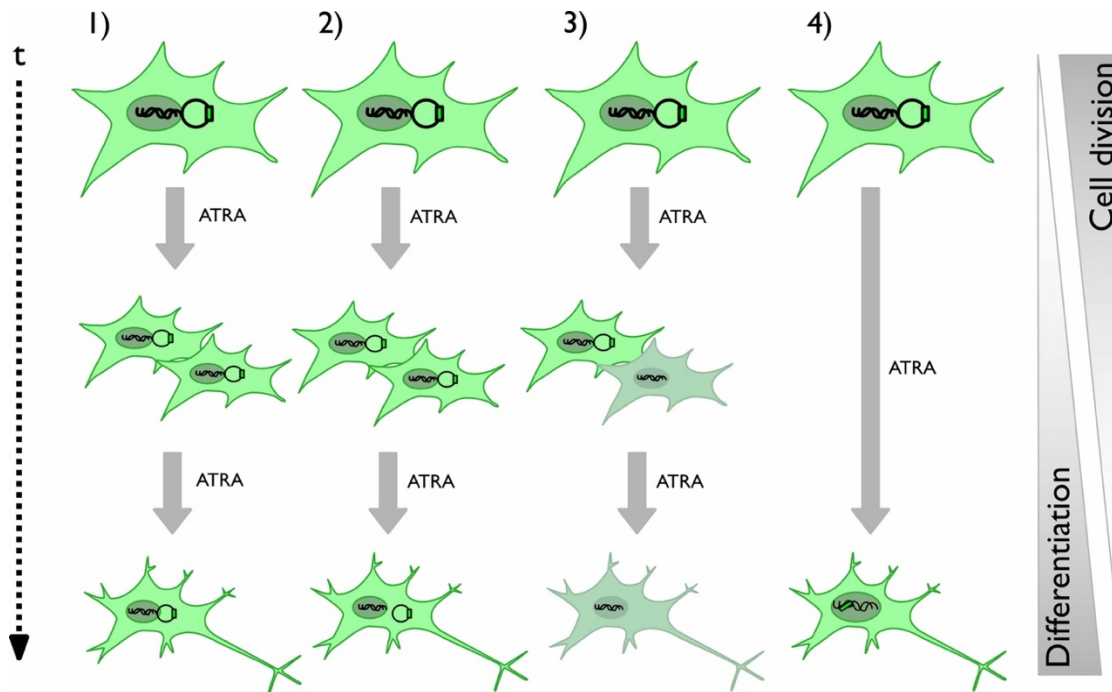 1)
2)
3)
4)
t
ATRA
ATRA
ATRA
ATRA
ATRA
ATRA
ATRA
Cell division
Differentiation